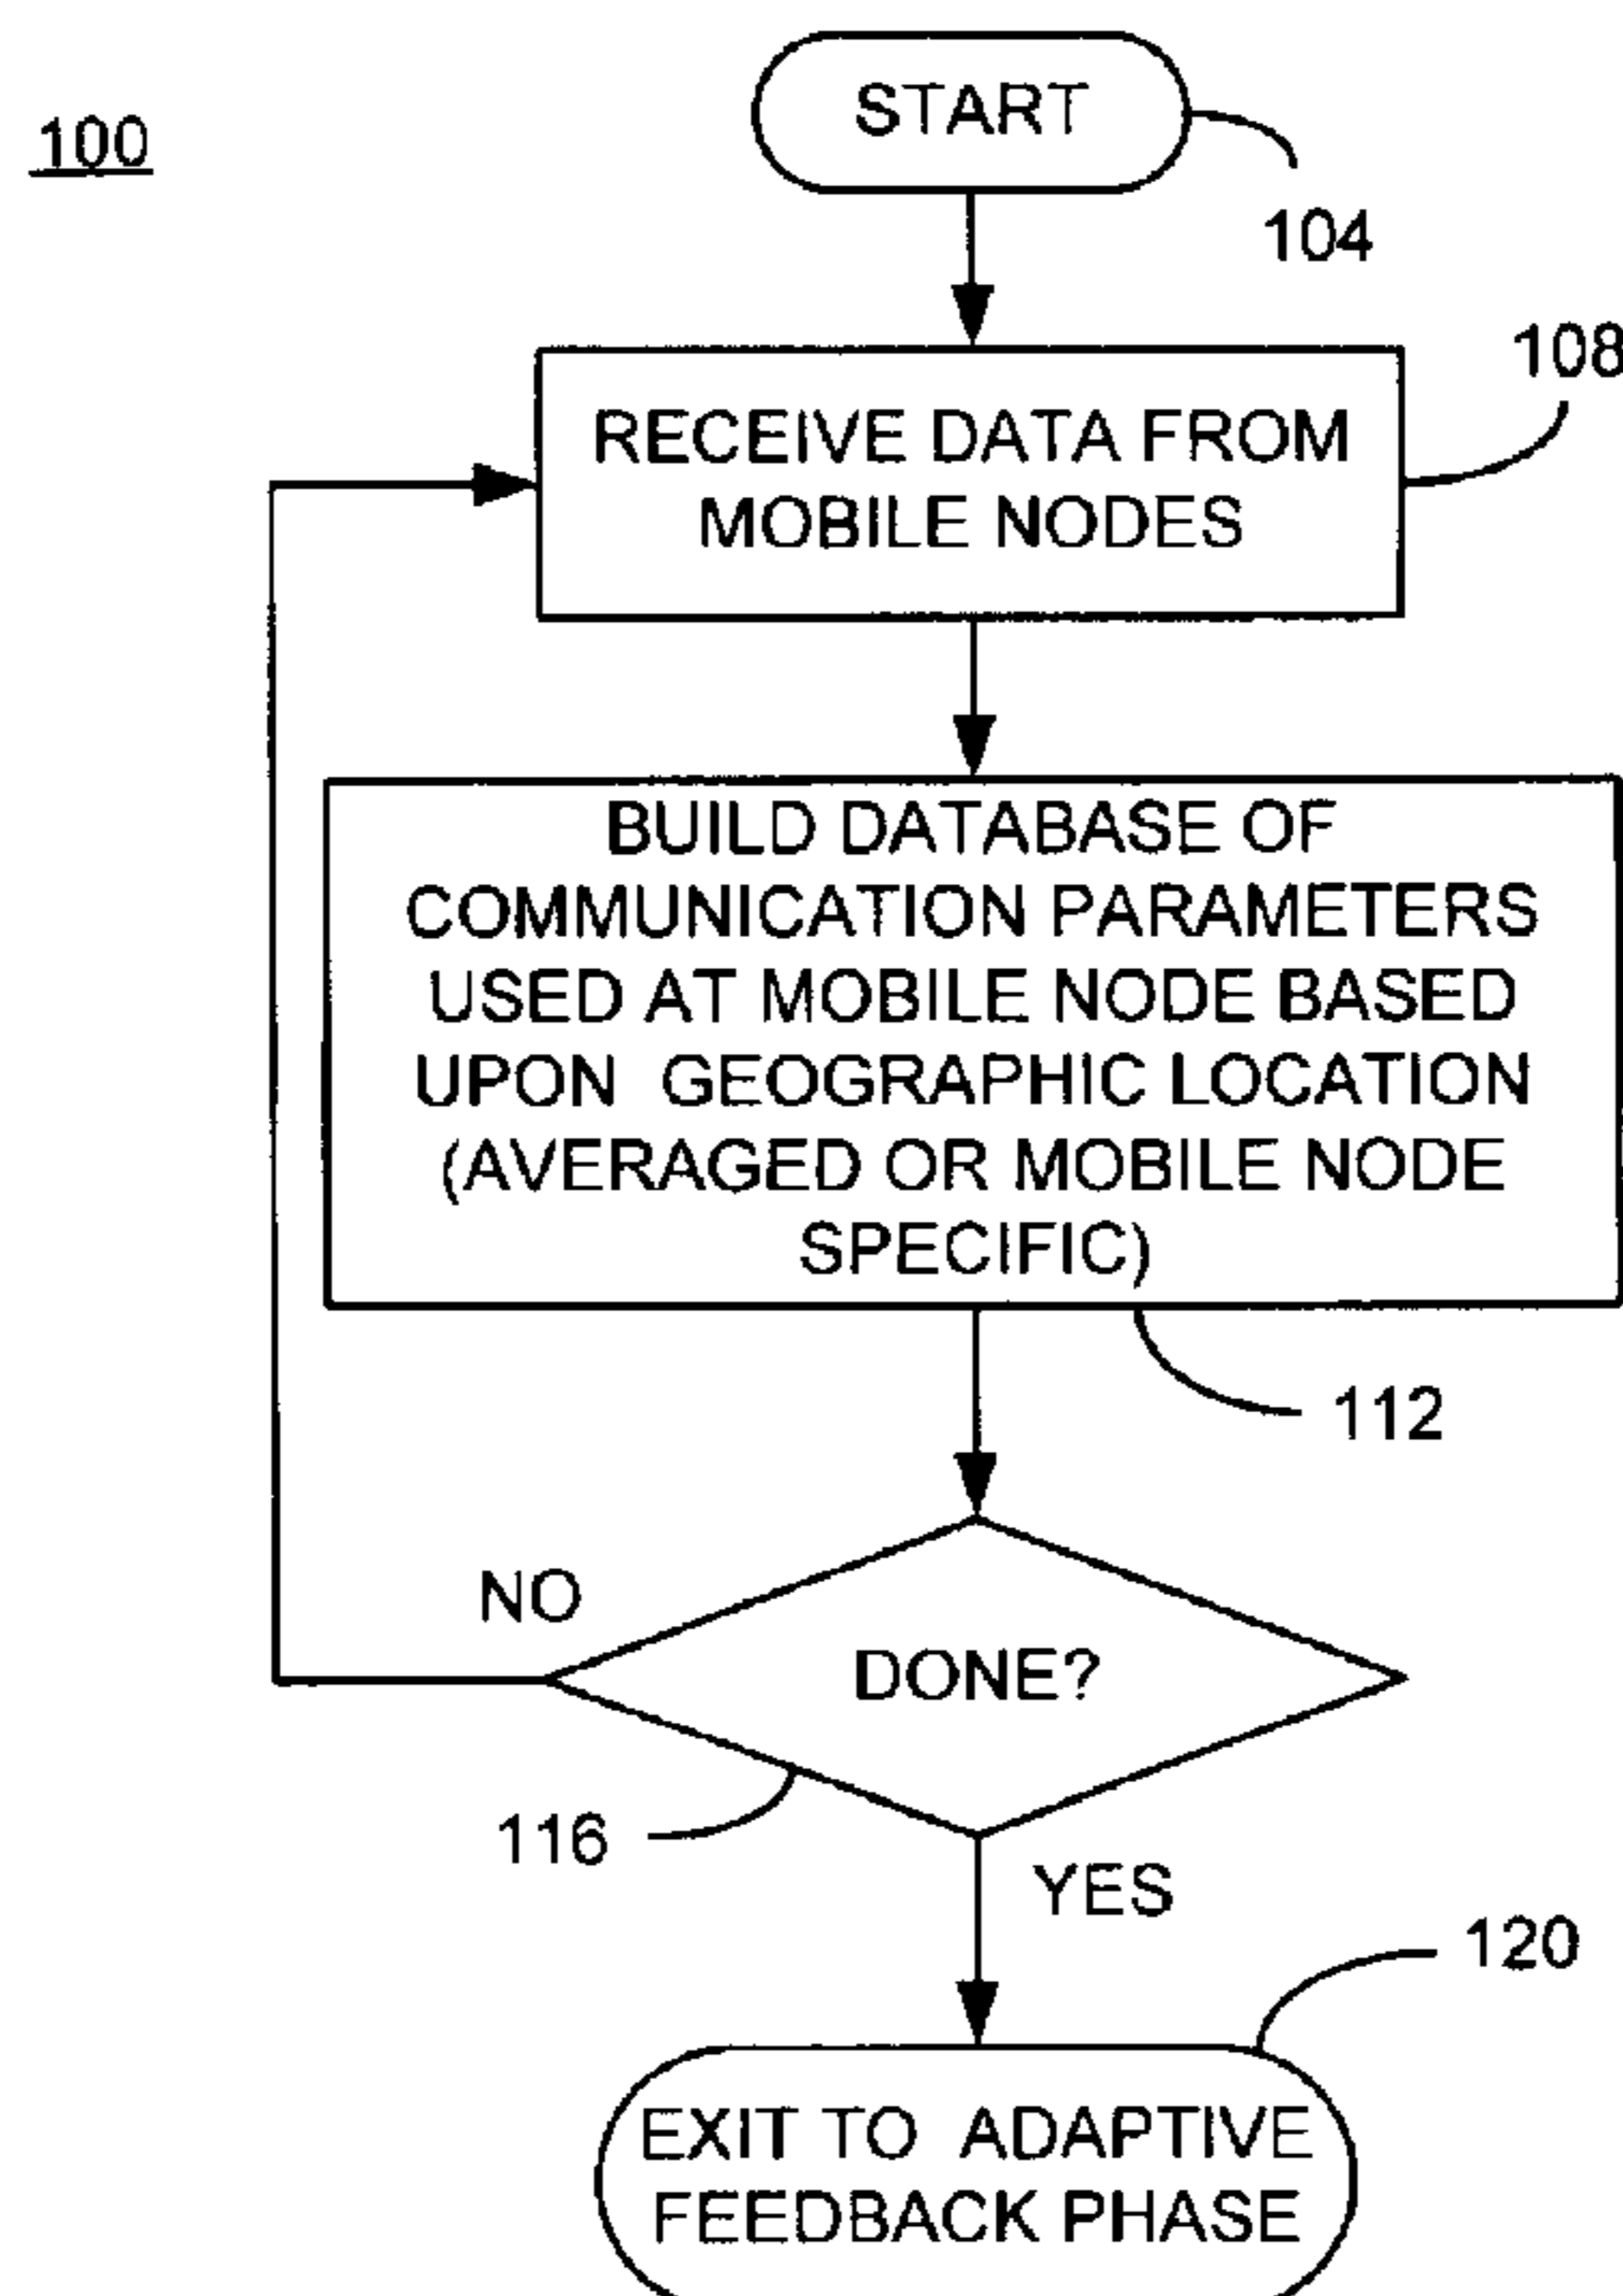 100
START
104
108
RECEIVE DATA FROM
MOBILE NODES
BUILD DATABASE OF
COMMUNICATION PARAMETERS
USED AT MOBILE NODE BASED
UPON GEOGRAPHIC LOCATION
(AVERAGED OR MOBILE NODE
SPECIFIC)
112
NO
DONE?
116
YES
120
EXIT TO ADAPTIVE
FEEDBACK PHASE